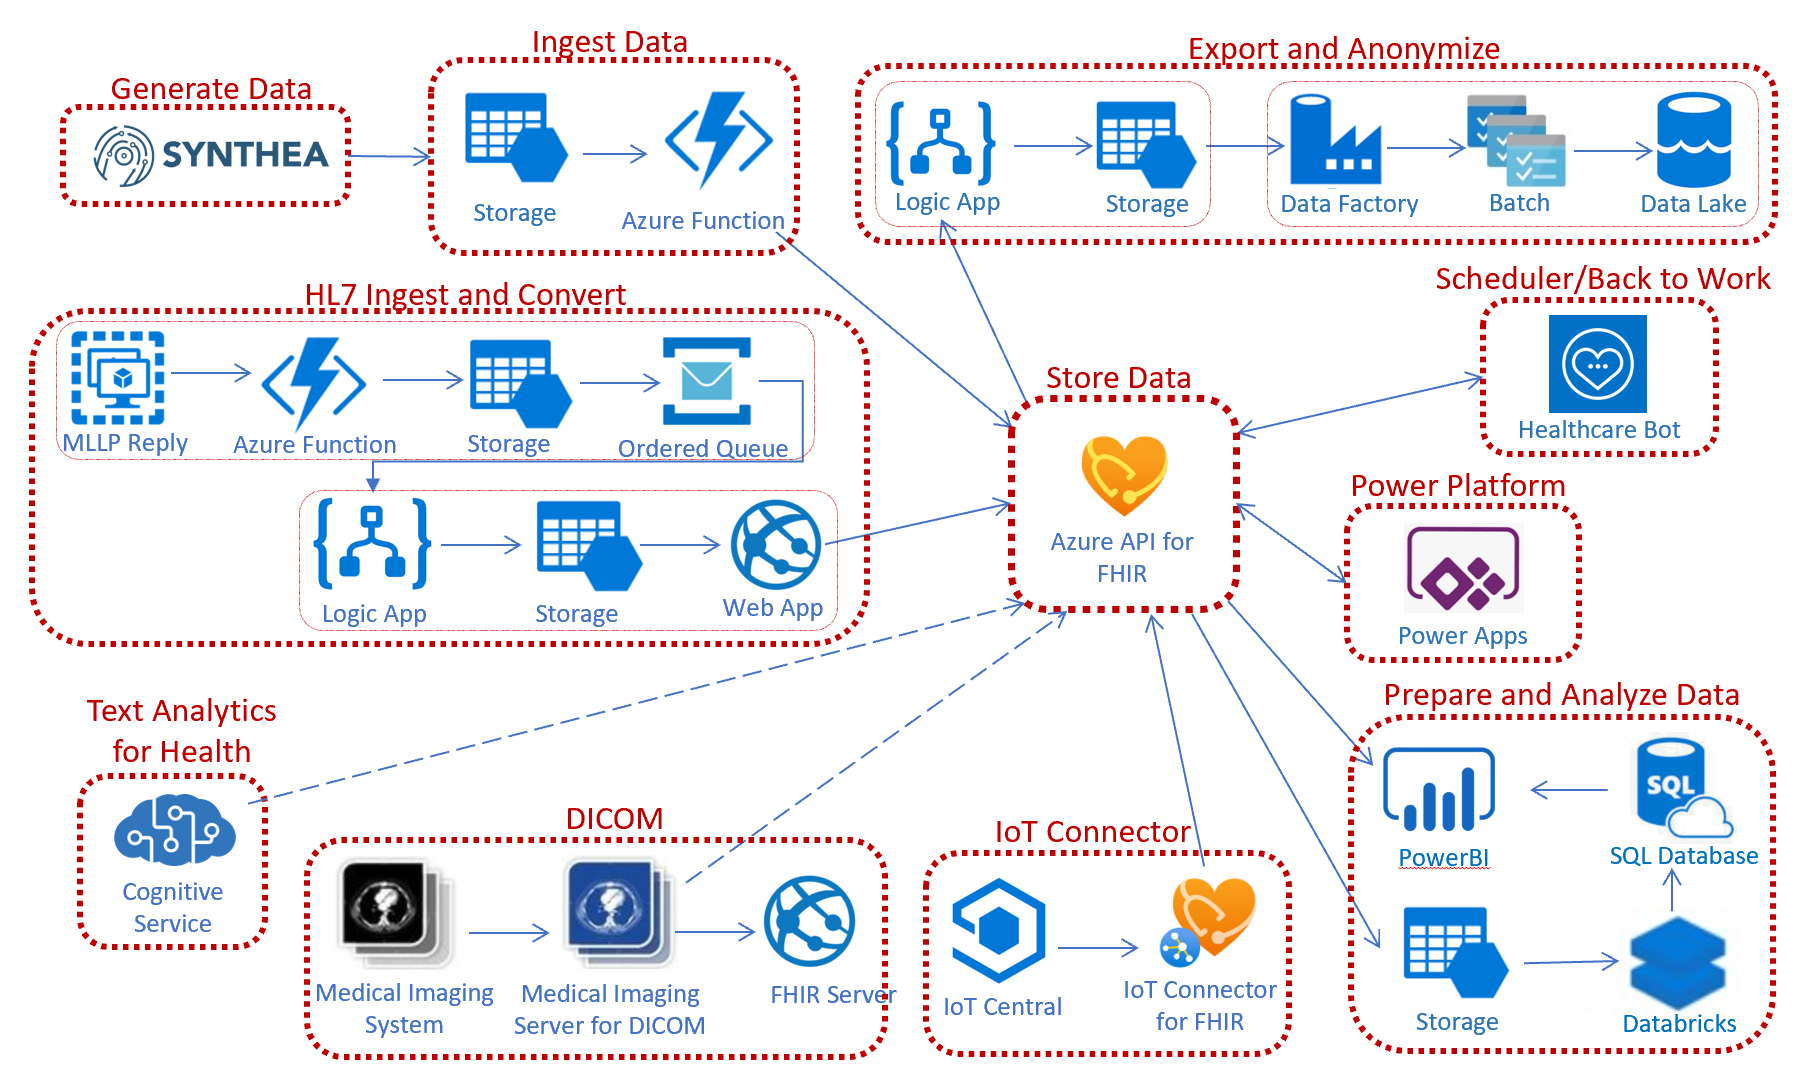 Ingest Data
Export and Anonymize
Generate Data
SYNTHEA
Storage
Azure Function
Logic App
Storage
Data Factory
Batch
Data Lake
HL7 Ingest and Convert
MLLP Reply
Azure Function
Storage
Ordered Queue
Logic App
Storage
Web App
Store Data
Azure API for
FHIR
Scheduler/Back to Work
Healthcare Bot
Power Platform
Power Apps
Text Analytics
for Health
Cognitive
Service
DICOM
Medical Imaging
System
Medical Imaging
Server for DICOM
FHIR Server
IoT Connector
IoT Central
IoT Connector
for FHIR
Prepare and Analyze Data
PowerBI
SQL
SQL Database
Storage
Databricks